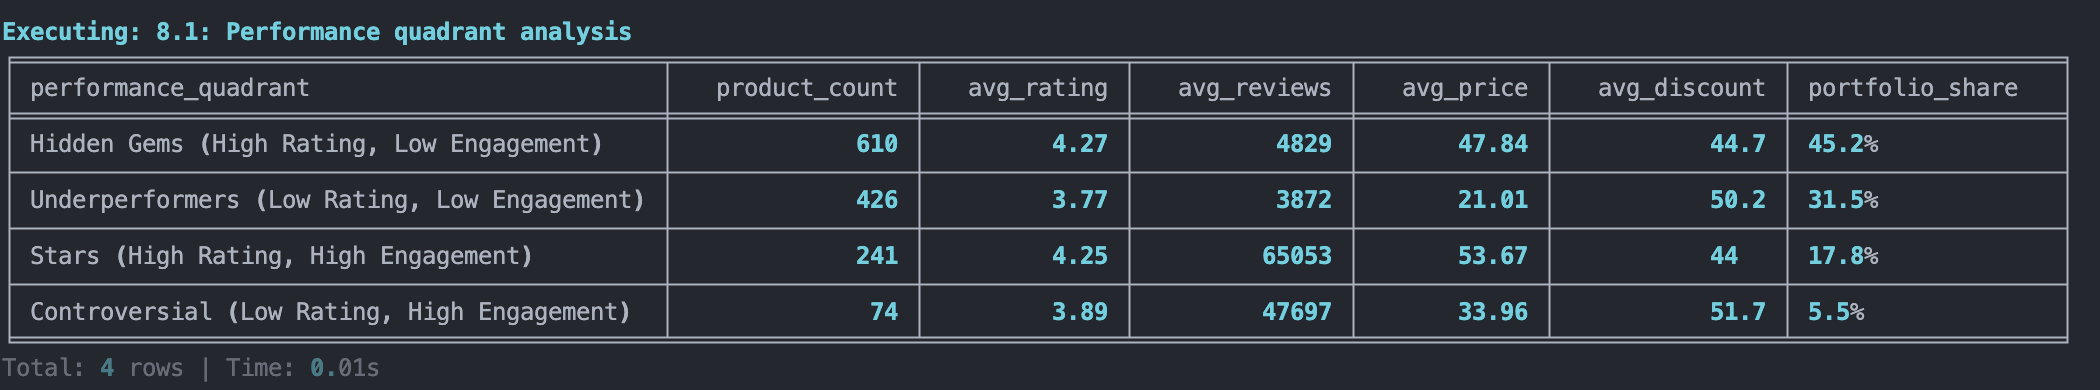 Executing: 8.1: Performance quadrant analysis
performance_quadrant product_count avg_rating avg_reviews avg_price avg_discount portfolio_share
Hidden Gems (High Rating, Low Engagement) 610 4.27 4829 47.84 44.7 45.2%
Underperformers (Low Rating, Low Engagement) 426 3.77 3872 21.01 50.2 31.5%
Stars (High Rating, High Engagement) 241 4.25 65053 53.67 44 17.8%
Controversial (Low Rating, High Engagement) 74 3.89 47697 33.96 51.7 5.5%
Total: 4 rows | Time: 0.01s